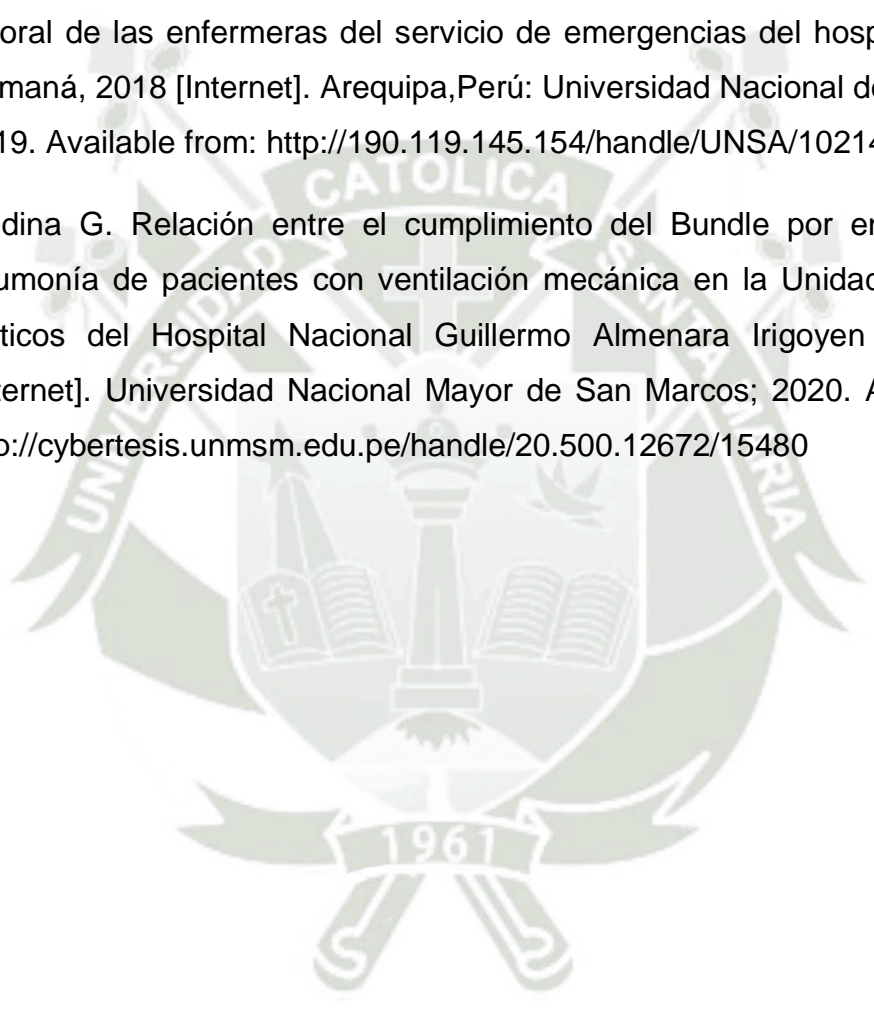 oral de las enfermeras del servicio de emergencias del hosp
maná, 2018 [Internet]. Arequipa,Perú: Universidad Nacional d
19. Available from: http://190.119.145.154/handle/UNSA/10214
dina G. Relación entre el cumplimiento del Bundle por e
umonía de pacientes con ventilación mecánica en la Unidad
ticos del Hospital Nacional Guillermo Almenara Irigoyen
ternet]. Universidad Nacional Mayor de San Marcos; 2020. A
o://cybertesis.unmsm.edu.pe/handle/20.500.12672/15480
UNIVERSIDAD CATOLICA SANTA MARIA
1961